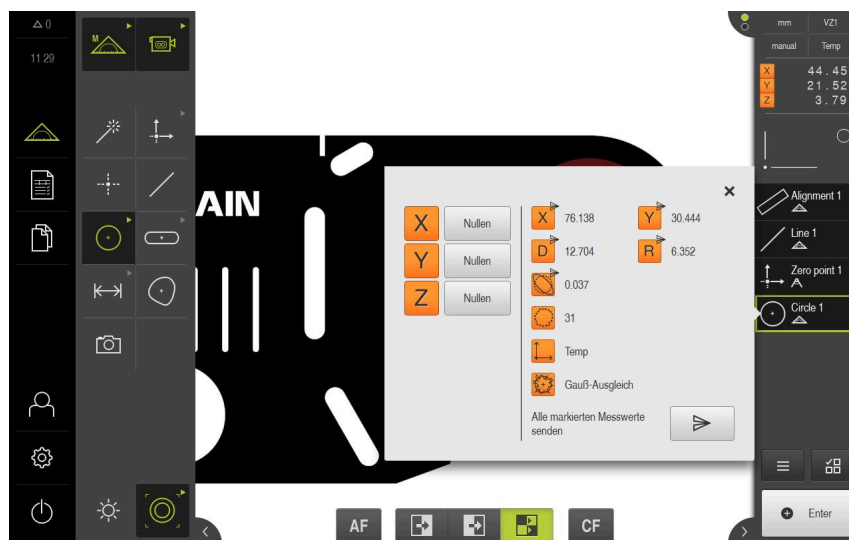 0
11 29
M
AIN
X Nullen
Y Nullen
Z Nullen
X 76.138 Y 30.444
D 12.704 R 6.352
0.037
31
Temp
Gauß-Ausgleich
Alle markierten Messwerte
senden
mm VZ1
manual Temp
X 44.45
Y 21.52
Z 3.79
Alignment 1
Line 1
Zero point 1
Circle 1
Enter
AF CF